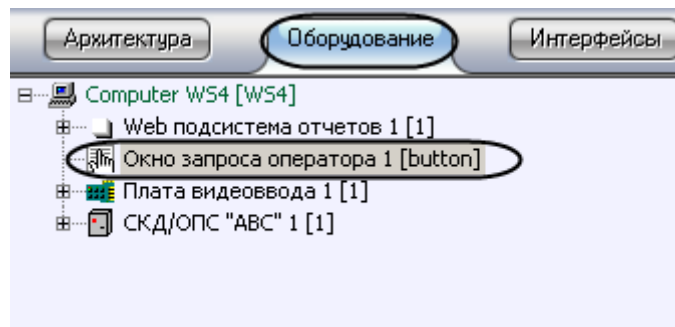 Архитектура Оборудование Интерфейсы
Computer WS4 [WS4]
Web подсистема отчетов 1 [1]
Окно запроса оператора 1 [button]
Плата видеоввода 1 [1]
СКД/ОПС "АВС" 1 [1]